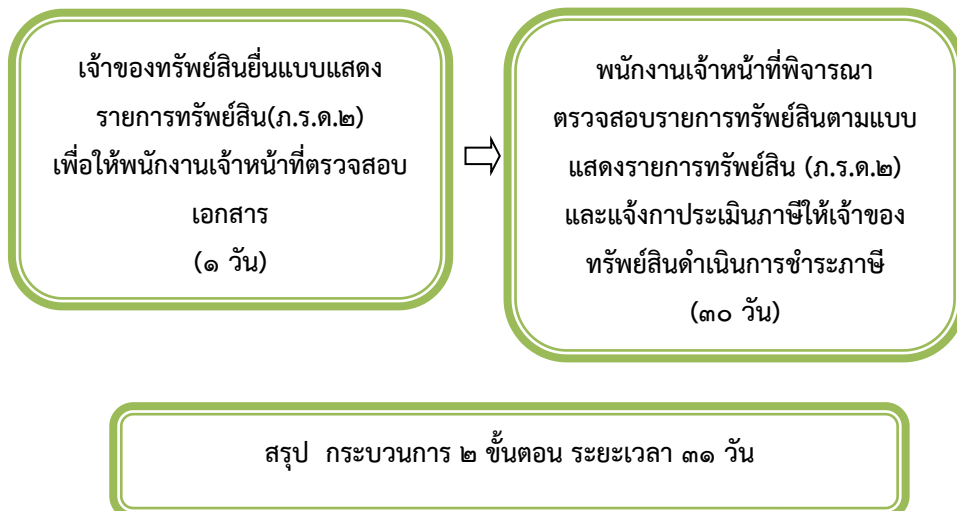 เจ้าของทรัพย์สินยื่นแบบแสดง
รายการทรัพย์สิน(ภ.ร.ด.๒)
เพื่อให้พนักงานเจ้าหน้าที่ตรวจสอบ
เอกสาร
(๑ วัน)
พนักงานเจ้าหน้าที่พิจารณา
ตรวจสอบรายการทรัพย์สินตามแบบ
แสดงรายการทรัพย์สิน (ภ.ร.ด.๒)
และแจ้งกาประเมินภาษีให้เจ้าของ
ทรัพย์สินดำเนินการชำระภาษี
(๓๐ วัน)
สรุป กระบวนการ ๒ ขั้นตอน ระยะเวลา ๓๑ วัน